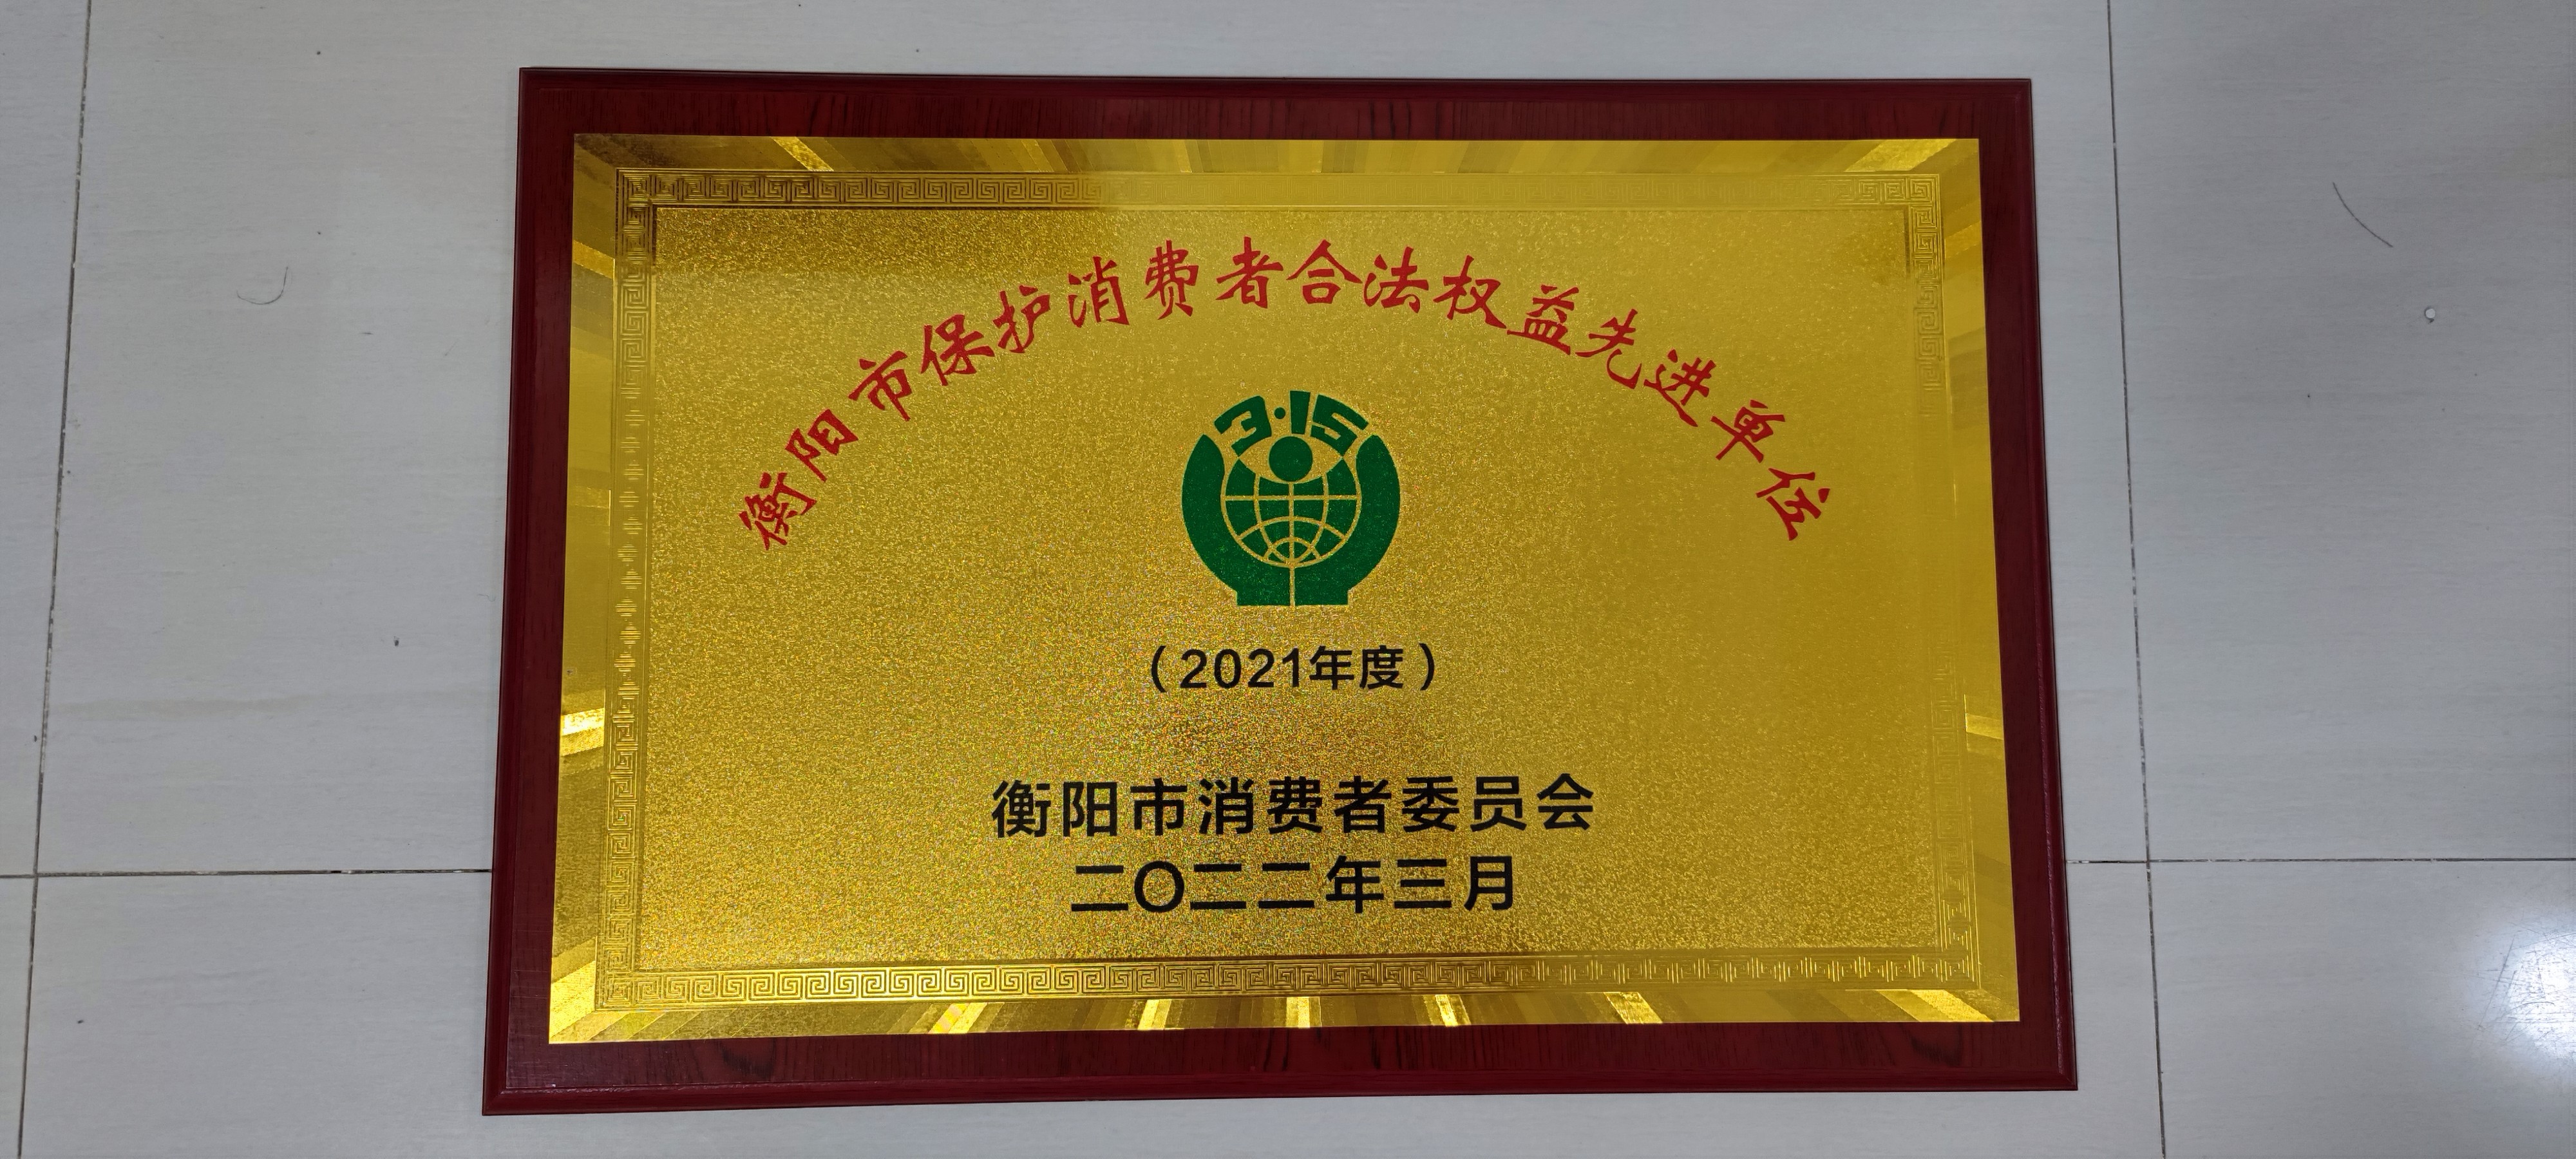 衡阳市保护消费者合法权益先进单位
3·15
（2021年度）
衡阳市消费者委员会
二〇二二年三月